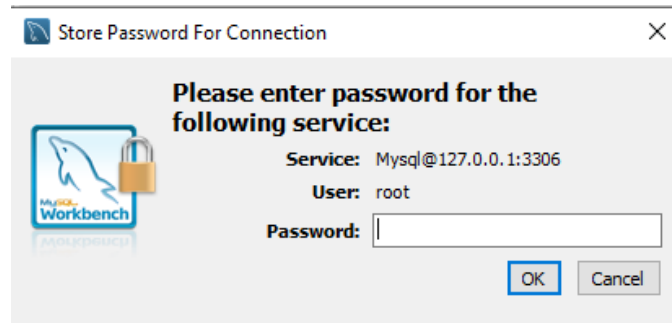 Store Password For Connection
Please enter password for the
following service:
Service: Mysql@127.0.0.1:3306
User: root
MySQL
Workbench
Password:
OK Cancel